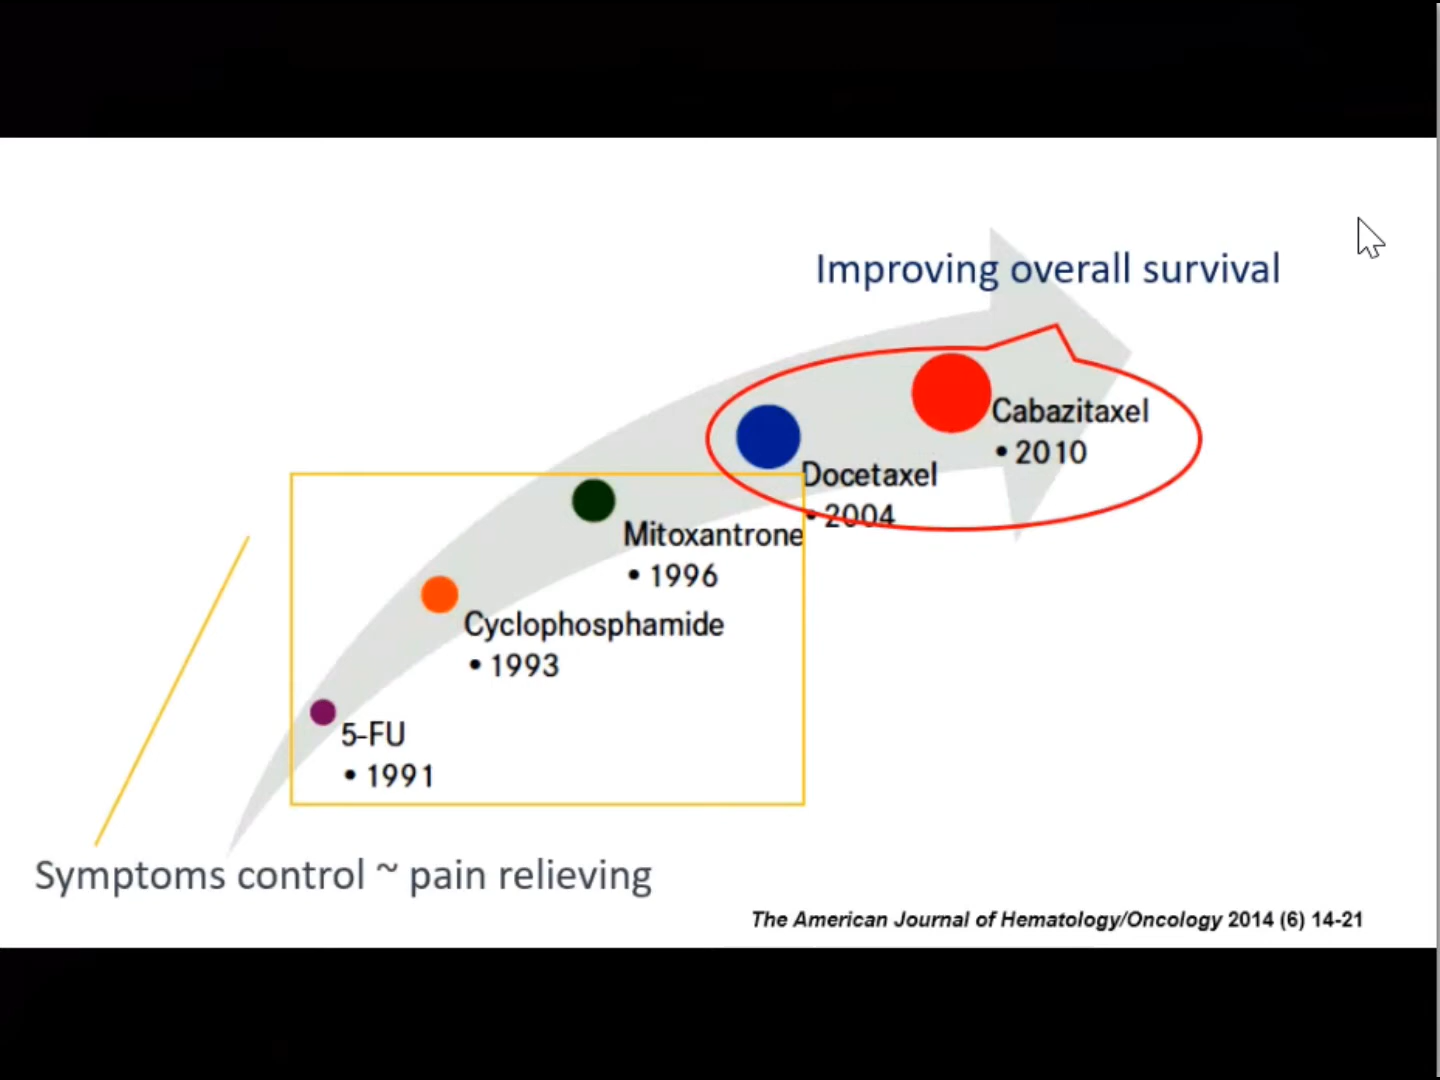 Improving overall survival
Cabazitaxel
• 2010
Docetaxel
• 2004
Mitoxantrone
• 1996
Cyclophosphamide
• 1993
5-FU
• 1991
Symptoms control ~ pain relieving
The American Journal of Hematology/Oncology 2014 (6) 14-21